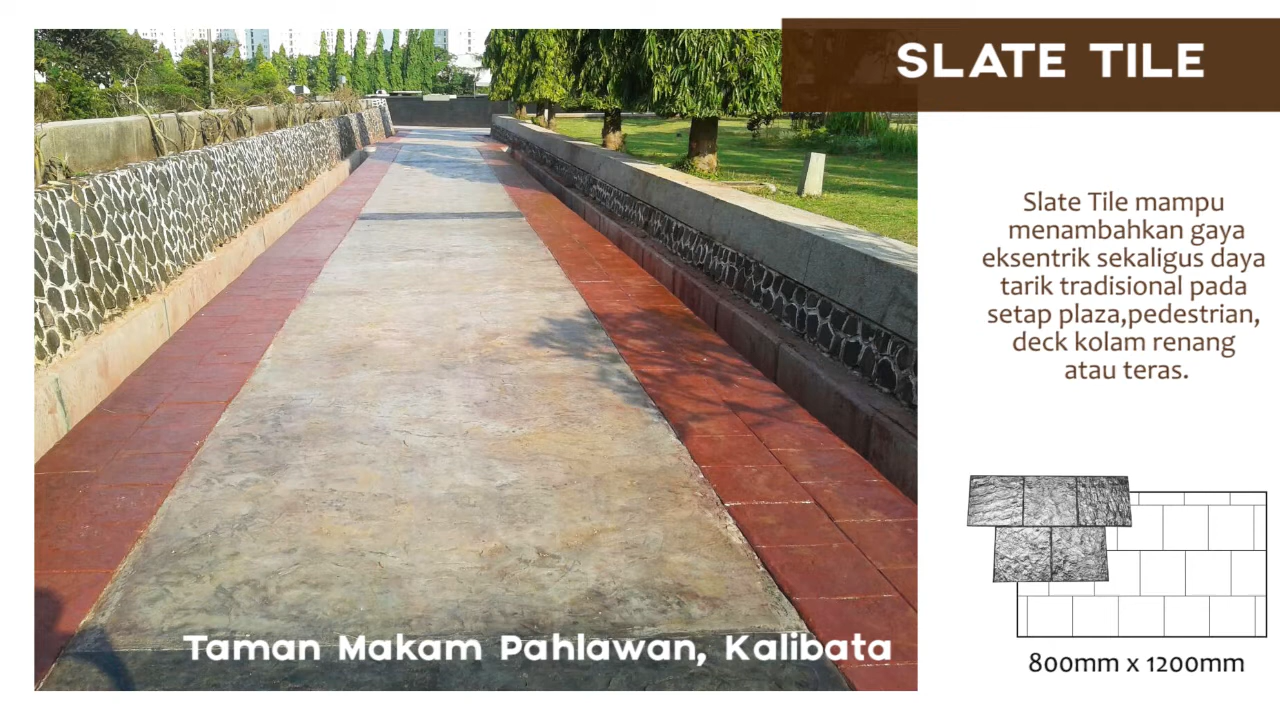 SLATE TILE
Slate Tile mampu
menambahkan gaya
eksentrik sekaligus daya
tarik tradisional pada
setap plaza,pedestrian,
deck kolam renang
atau teras.
Taman Makam Pahlawan, Kalibata
800mm x 1200mm